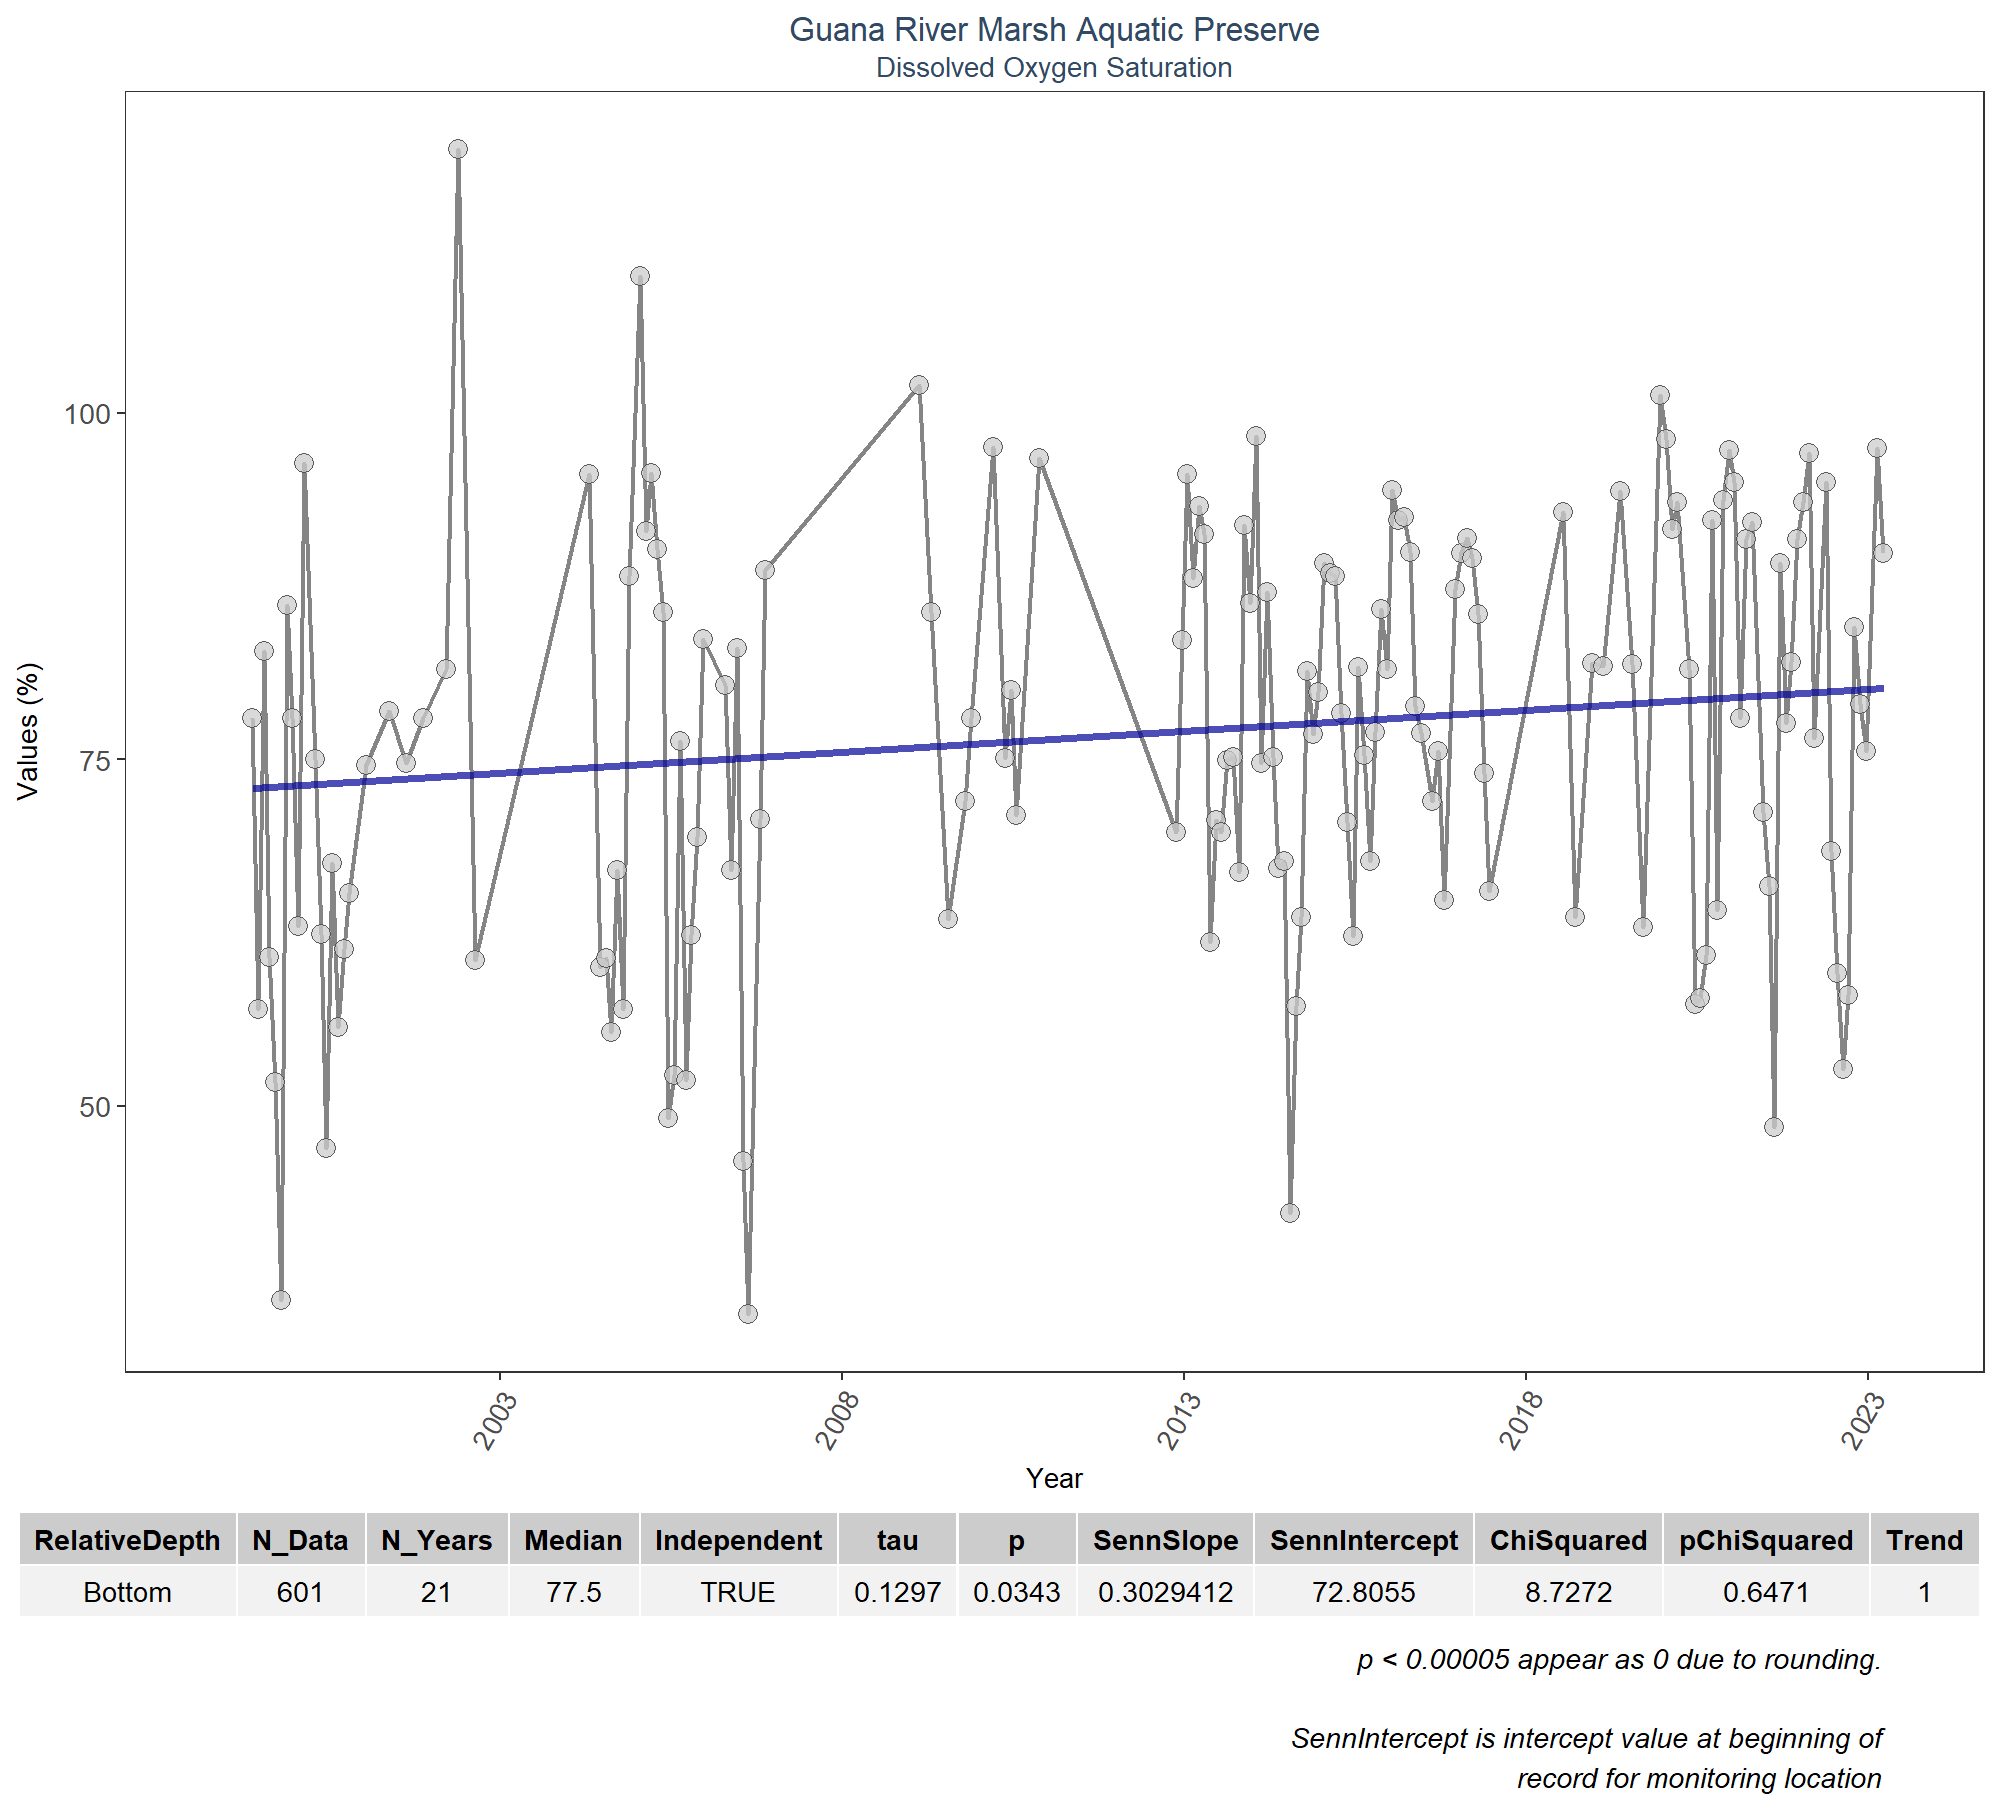 Guana River Marsh Aquatic Preserve
Dissolved Oxygen Saturation
Values (%)
100
75
50
2003 2008 2013 2018 2023
Year
RelativeDepth N_Data N_Years Median Independent tau p SennSlope SennIntercept ChiSquared pChiSquared Trend
Bottom 601 21 77.5 TRUE 0.1297 0.0343 0.3029412 72.8055 8.7272 0.6471 1
p < 0.00005 appear as 0 due to rounding.
SennIntercept is intercept value at beginning of
record for monitoring location